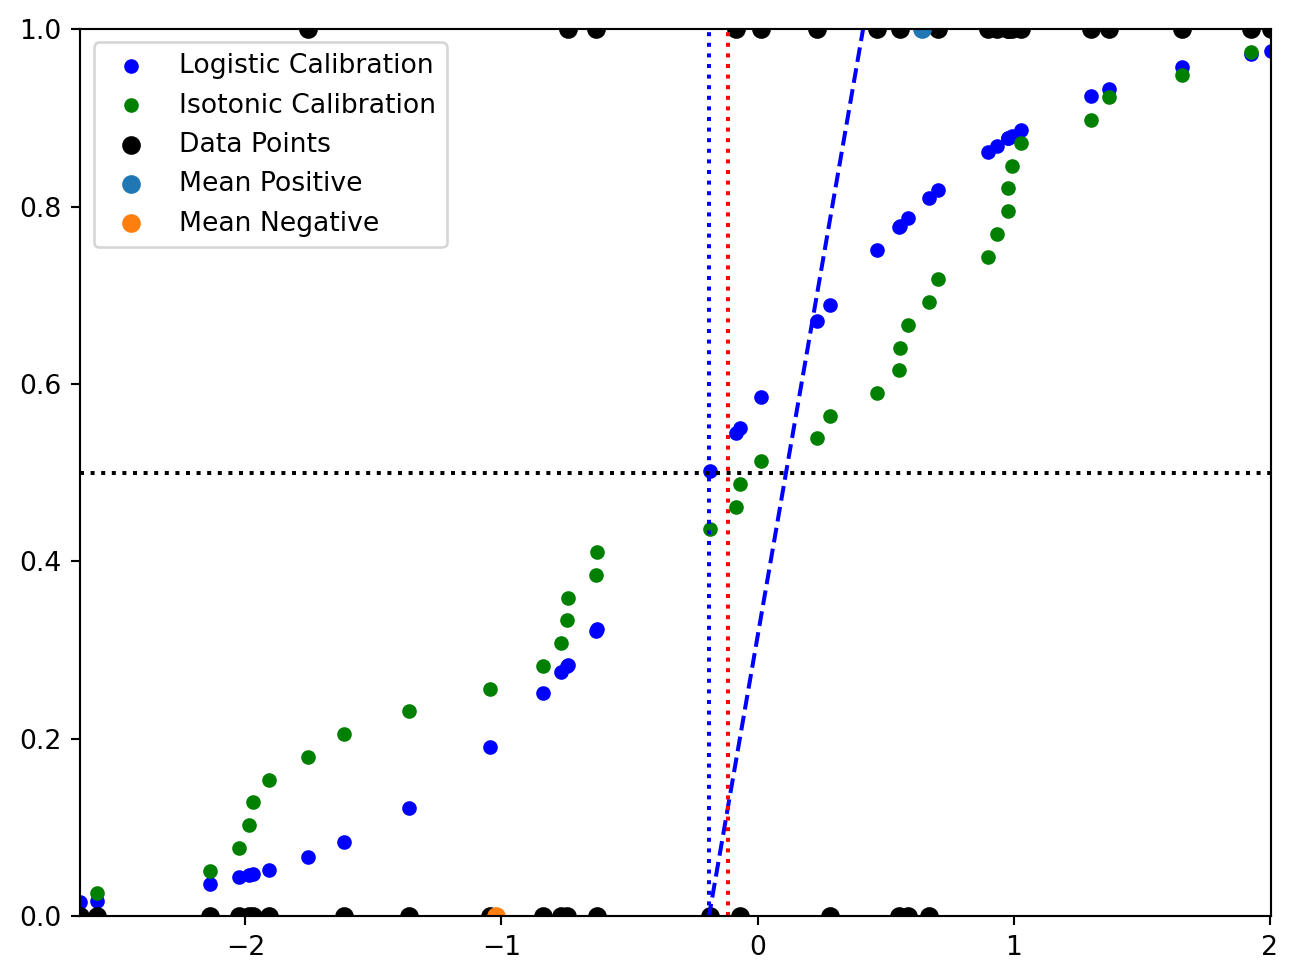 1.0
0.8
0.6
0.4
0.2
0.0
Logistic Calibration
Isotonic Calibration
Data Points
Mean Positive
Mean Negative
−2
−1
0
1
2